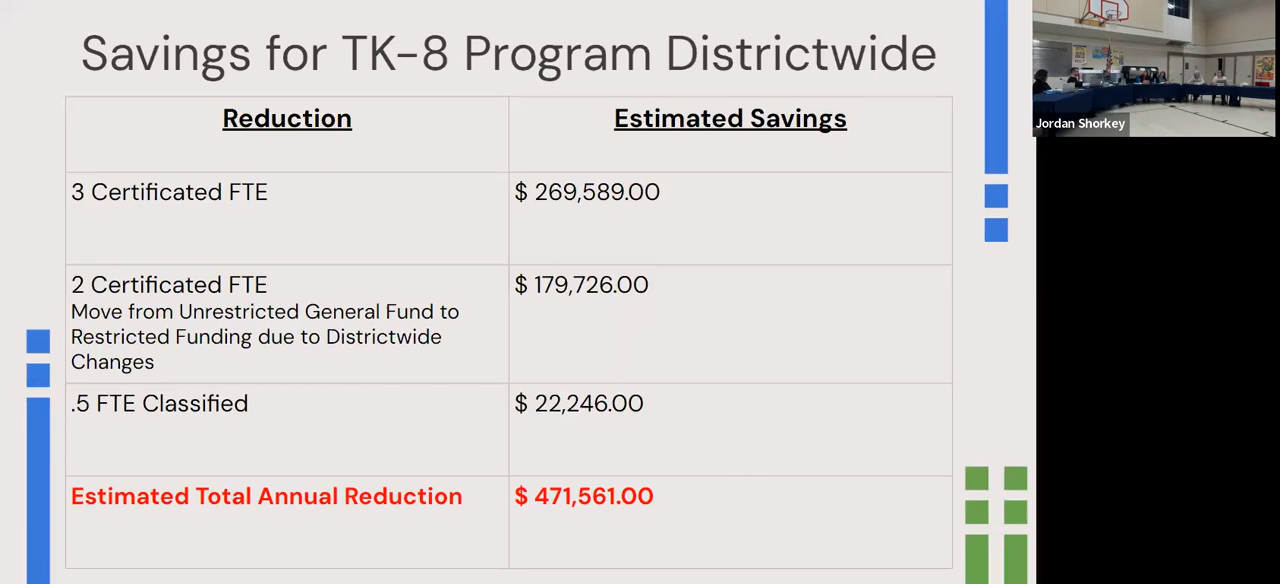 Savings for TK-8 Program Districtwide
Reduction
Estimated Savings
3 Certificated FTE
$ 269,589.00
2 Certificated FTE
Move from Unrestricted General Fund to
Restricted Funding due to Districtwide
Changes
$ 179,726.00
.5 FTE Classified
$ 22,246.00
Estimated Total Annual Reduction
$ 471,561.00
Jordan Shorkey